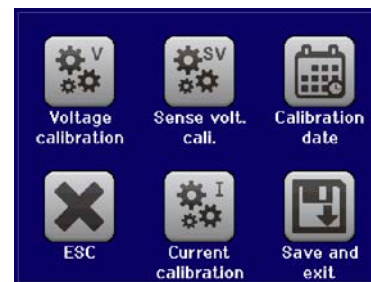 V
SV
Voltage
calibration
Sense volt.
cali.
Calibration
date
I
ESC
Current
calibration
Save and
exit